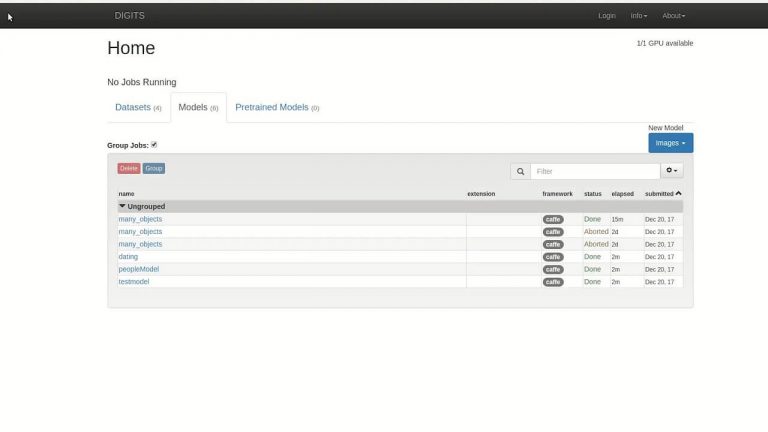 DIGITS Login Info About
Home
1/1 GPU available
No Jobs Running
Datasets (4) Models (6) Pretrained Models (0)
New Model
Group Jobs: Images
Delete Group Filter
name extension framework status elapsed submitted
Ungrouped
many_objects caffe Done 15m Dec 20, 17
many_objects caffe Aborted 2d Dec 20, 17
many_objects caffe Aborted 2d Dec 20, 17
dating caffe Done 2m Dec 20, 17
peopleModel caffe Done 2m Dec 20, 17
testmodel caffe Done 2m Dec 20, 17